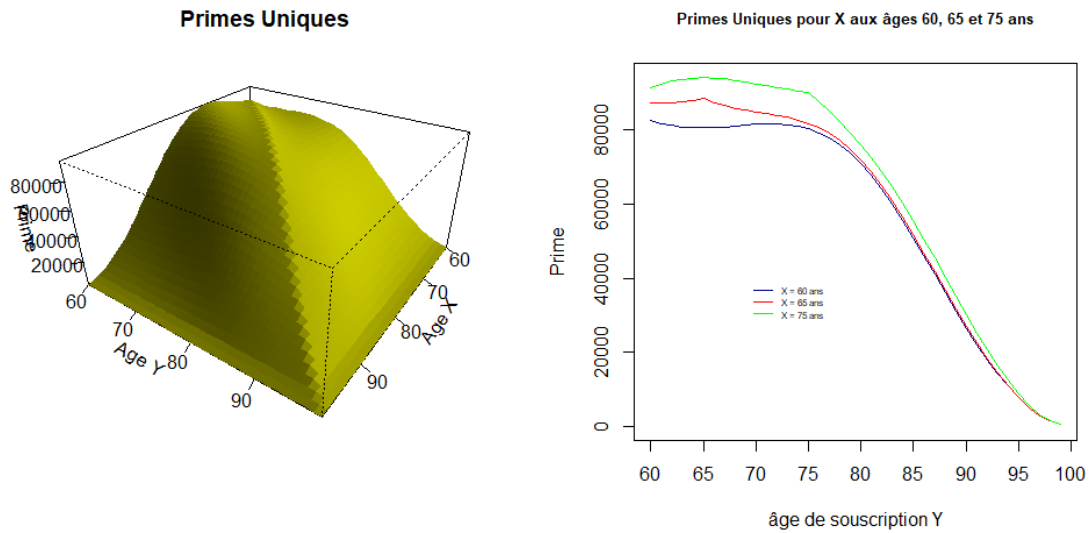 Primes Uniques
80000
60000
40000
20000
Prime
60
70
80
90
Age Y
60
70
80
90
Age X
Primes Uniques pour X aux âges 60, 65 et 75 ans
Prime
80000
60000
40000
20000
0
X = 60 ans
X = 65 ans
X = 75 ans
60 65 70 75 80 85 90 95 100
âge de souscription Y